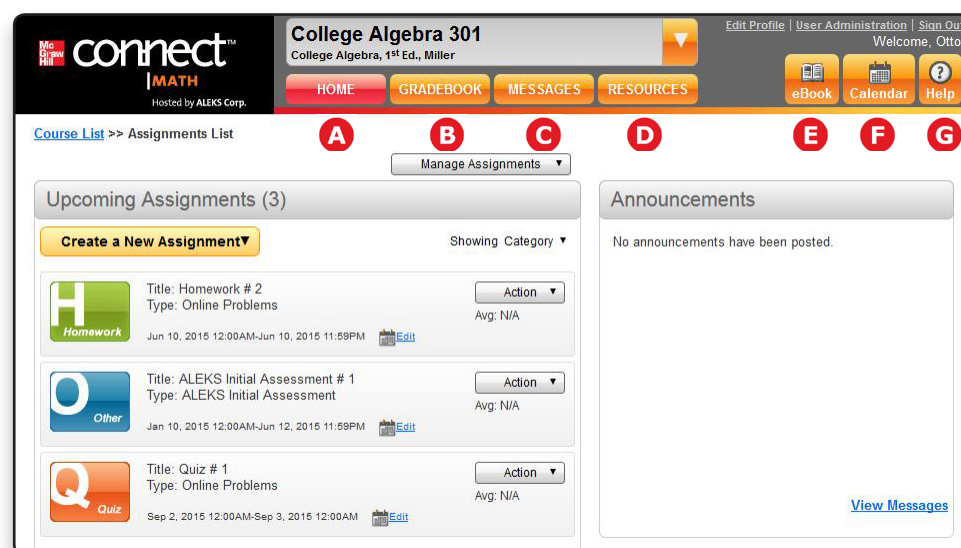 Mc Graw Hill connect™
MATH
Hosted by ALEKS Corp.
College Algebra 301
College Algebra, 1st Ed., Miller
▼
Edit Profile | User Administration | Sign Out
Welcome, Otto
HOME GRADEBOOK MESSAGES RESOURCES
eBook Calendar Help
Course List >> Assignments List
A B C D E F G
Manage Assignments ▼
Upcoming Assignments (3)
Create a New Assignment▼
Showing Category ▼
H Homework
Title: Homework # 2
Type: Online Problems
Jun 10, 2015 12:00AM-Jun 10, 2015 11:59PM Edit
Action ▼
Avg: N/A
O Other
Title: ALEKS Initial Assessment # 1
Type: ALEKS Initial Assessment
Jan 10, 2015 12:00AM-Jun 12, 2015 11:59PM Edit
Action ▼
Avg: N/A
Q Quiz
Title: Quiz # 1
Type: Online Problems
Sep 2, 2015 12:00AM-Sep 3, 2015 12:00AM Edit
Action ▼
Avg: N/A
Announcements
No announcements have been posted.
View Messages